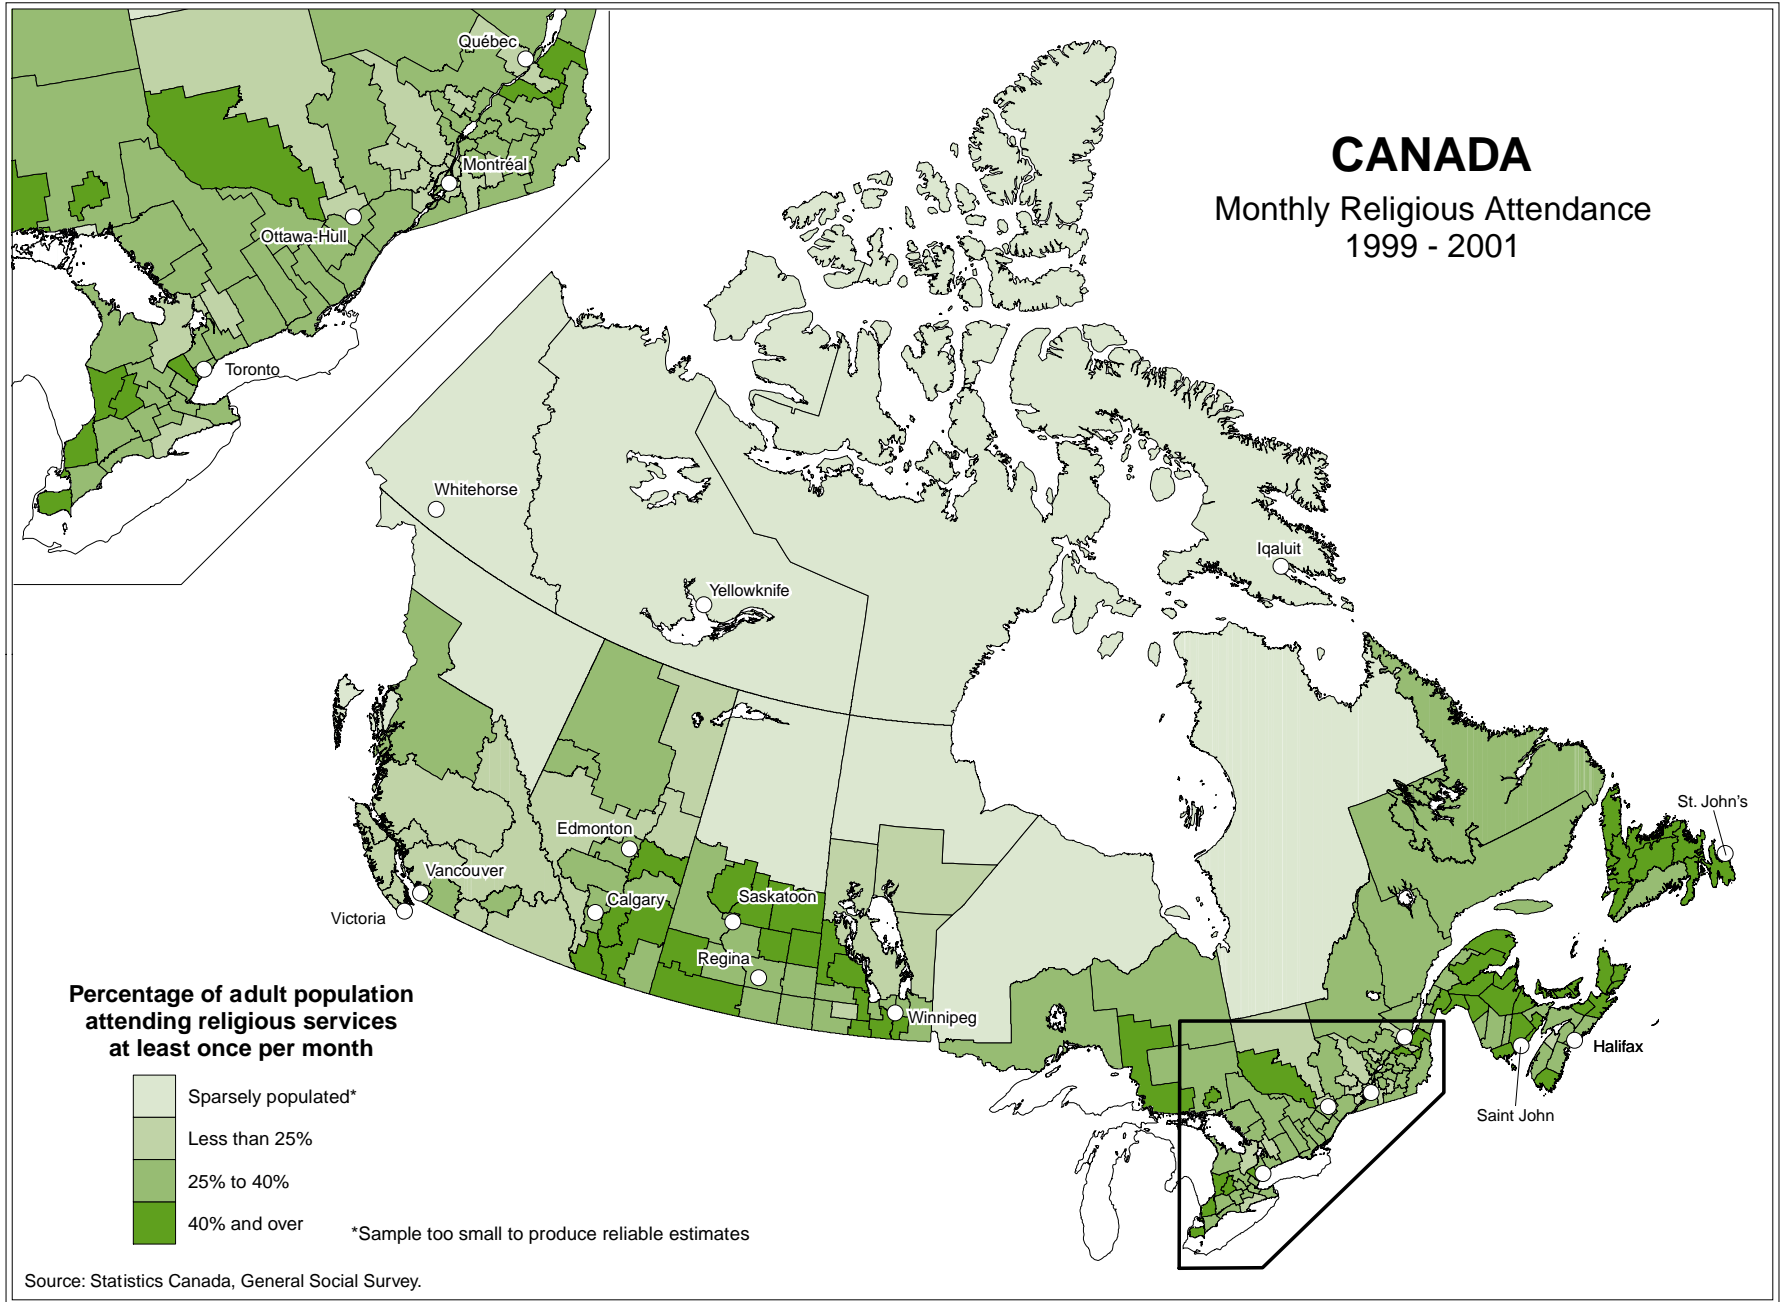 CANADA
Monthly Religious Attendance
1999 - 2001
Québec
Montréal
Ottawa-Hull
Toronto
Whitehorse
Yellowknife
Iqaluit
Edmonton
Vancouver
Victoria
Calgary
Saskatoon
Regina
Winnipeg
St. John's
Halifax
Saint John
Percentage of adult population
attending religious services
at least once per month
Sparsely populated*
Less than 25%
25% to 40%
40% and over
*Sample too small to produce reliable estimates
Source: Statistics Canada, General Social Survey.